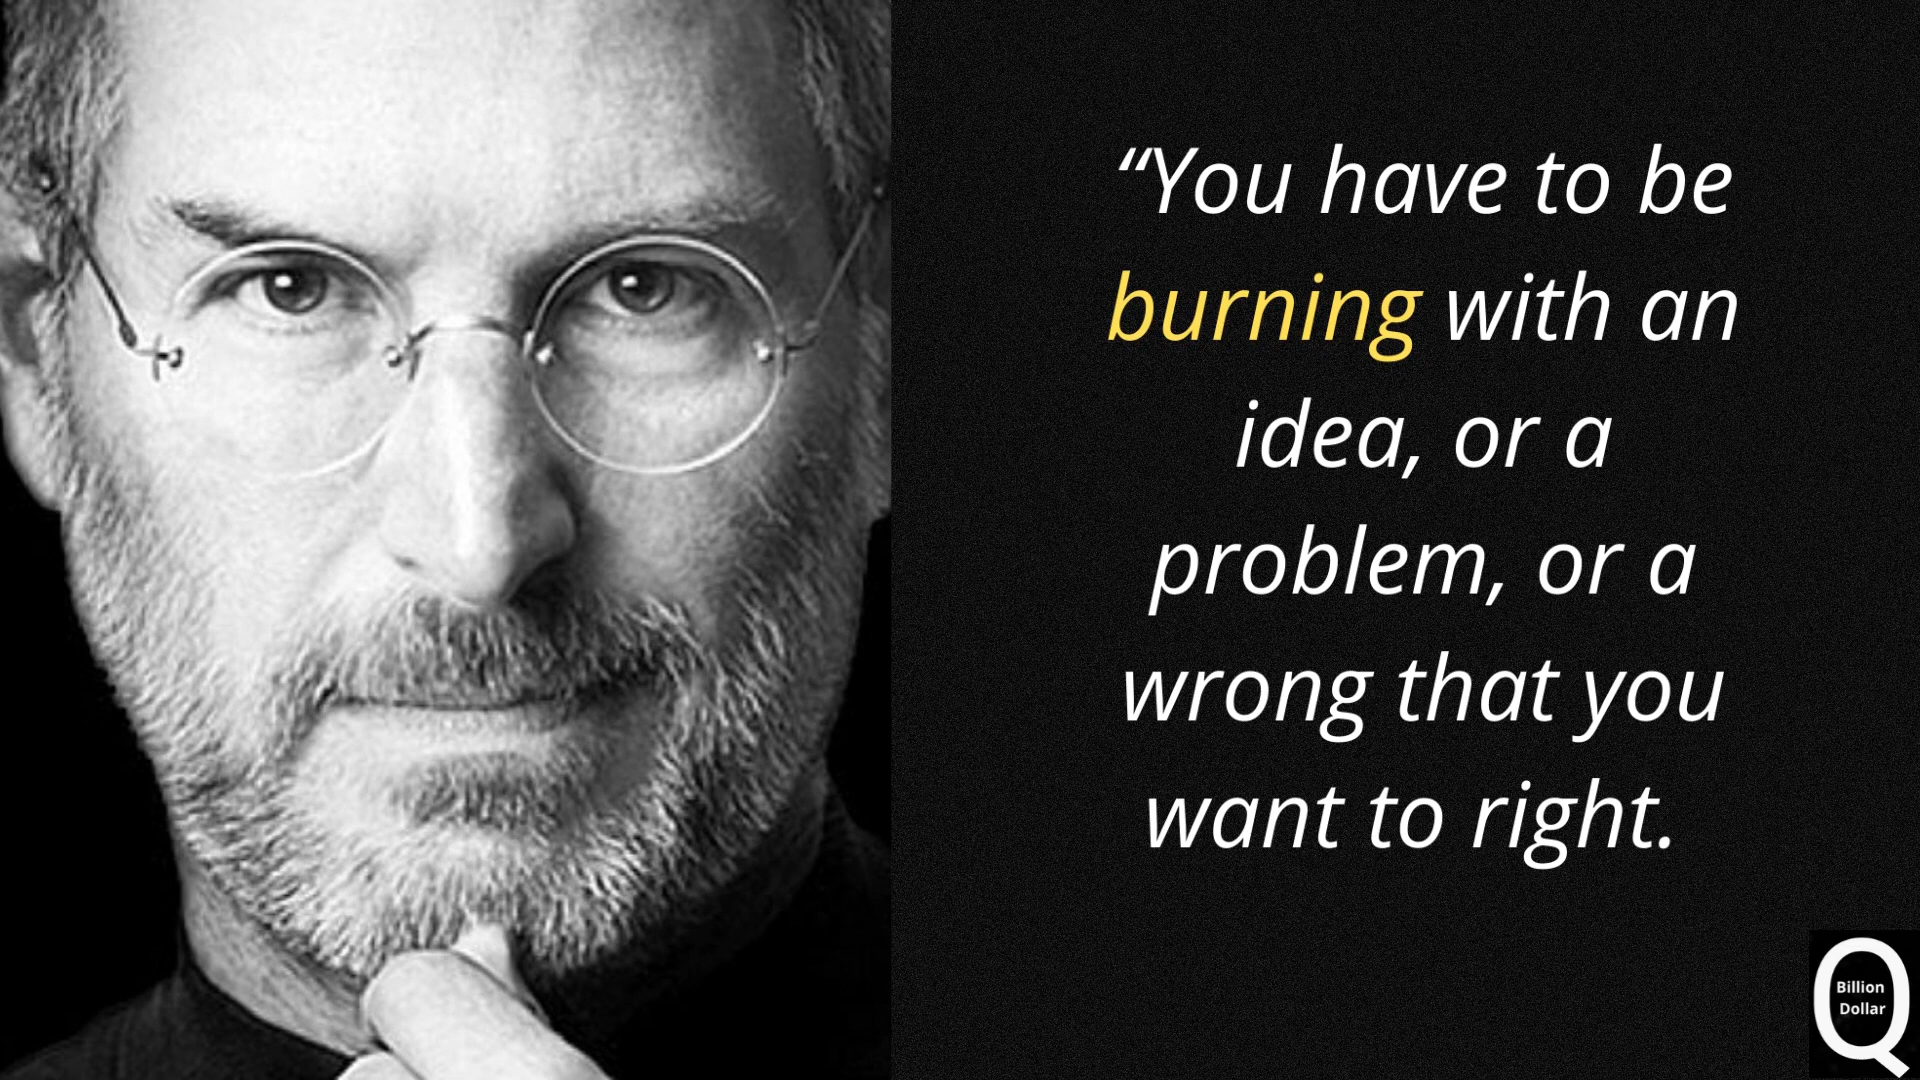 “You have to be
burning with an
idea, or a
problem, or a
wrong that you
want to right.
Q
Billion
Dollar